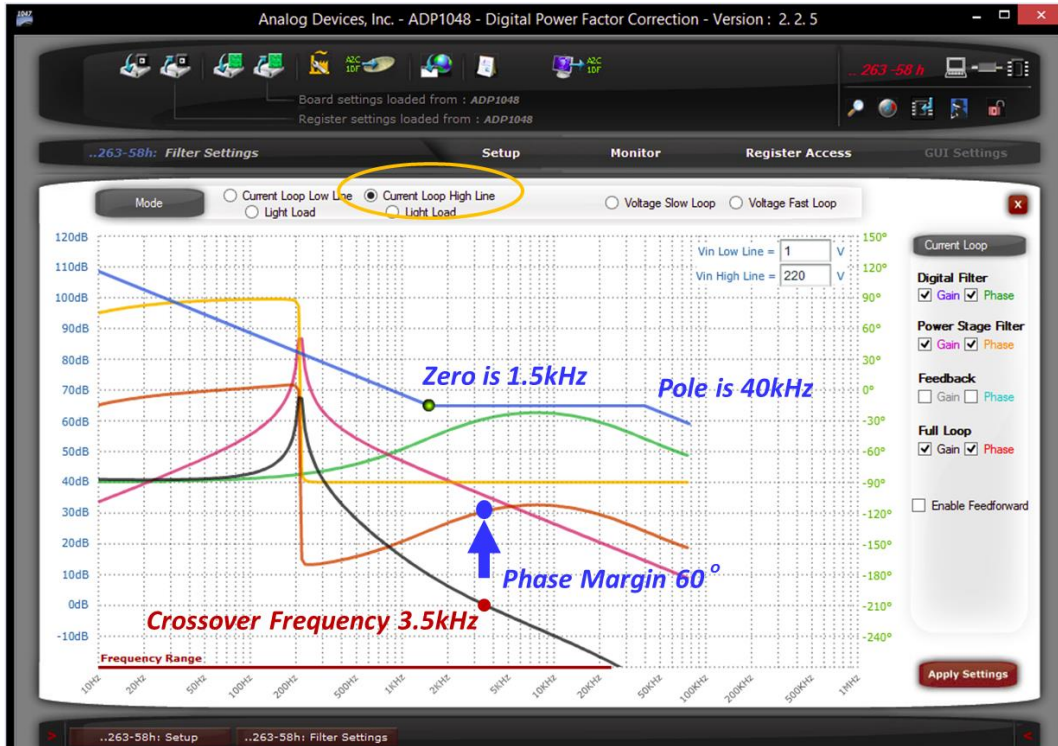 1047
Analog Devices, Inc. - ADP1048 - Digital Power Factor Correction - Version : 2. 2. 5
A2C
1DF
A2C
1DF
.. 263 -58 h
Board settings loaded from : ADP1048
Register settings loaded from : ADP1048
..263-58h: Filter Settings
Setup
Monitor
Register Access
GUI Settings
Mode
Current Loop Low Line
Current Loop High Line
Light Load
Light Load
Voltage Slow Loop
Voltage Fast Loop
x
120dB
110dB
100dB
90dB
80dB
70dB
60dB
50dB
40dB
30dB
20dB
10dB
0dB
-10dB
Vin Low Line = 1 V
Vin High Line = 220 V
Zero is 1.5kHz
Pole is 40kHz
Phase Margin 60°
Crossover Frequency 3.5kHz
Frequency Range
150°
120°
90°
60°
30°
0°
-30°
-60°
-90°
-120°
-150°
-180°
-210°
-240°
10Hz
20Hz
50Hz
100Hz
200Hz
500Hz
1KHz
2KHz
5KHz
10KHz
20KHz
50KHz
100KHz
200KHz
500KHz
1MHz
Current Loop
Digital Filter
Gain Phase
Power Stage Filter
Gain Phase
Feedback
Gain Phase
Full Loop
Gain Phase
Enable Feedforward
Apply Settings
..263-58h: Setup
..263-58h: Filter Settings